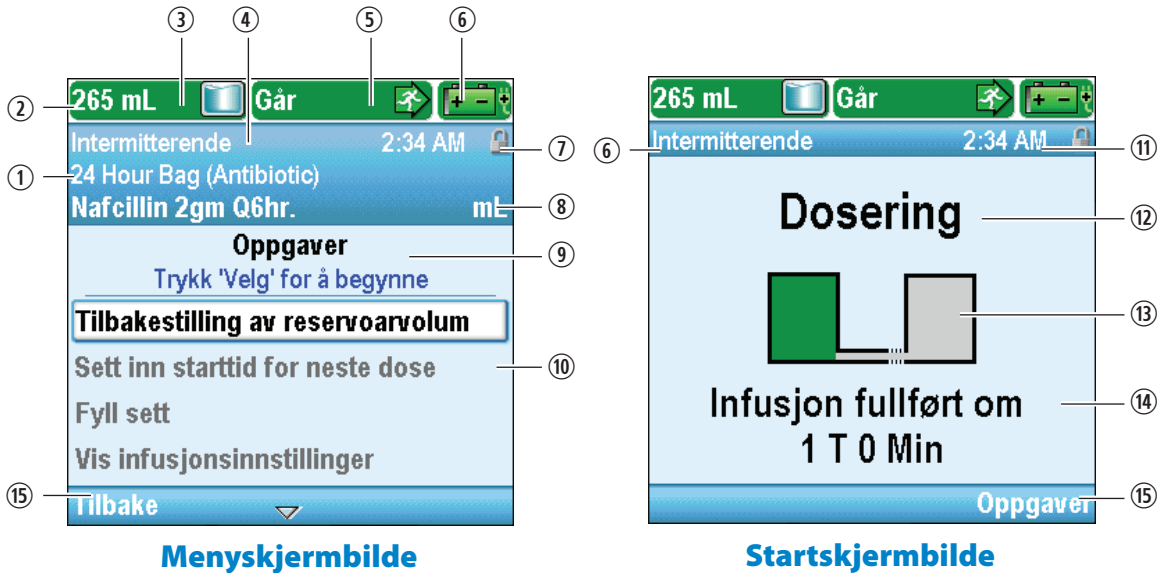 ③ ④ ⑤ ⑥
② 265 mL Går
Intermitterende 2:34 AM ⑦
① 24 Hour Bag (Antibiotic)
Nafcillin 2gm Q6hr. mL ⑧
Oppgaver ⑨
Trykk 'Velg' for å begynne
Tilbakestilling av reservoarvolum
Sett inn starttid for neste dose ⑩
Fyll sett
Vis infusjonsinnstillinger
⑮ Tilbake
Menyskjermbilde
265 mL Går
⑥ Intermitterende 2:34 AM ⑪
Dosering ⑫
⑬
Infusjon fullført om ⑭
1 T 0 Min
Oppgaver ⑮
Startskjermbilde